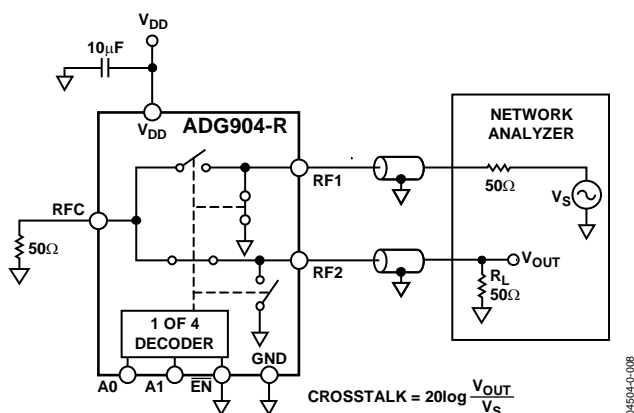 VDD
10µF
VDD
ADG904-R
NETWORK
ANALYZER
RF1
50Ω
VS
RFC
50Ω
RF2
VOUT
RL
50Ω
1 OF 4
DECODER
GND
A0
A1
EN
CROSSTALK = 20log VOUT
VS
04504-0-008